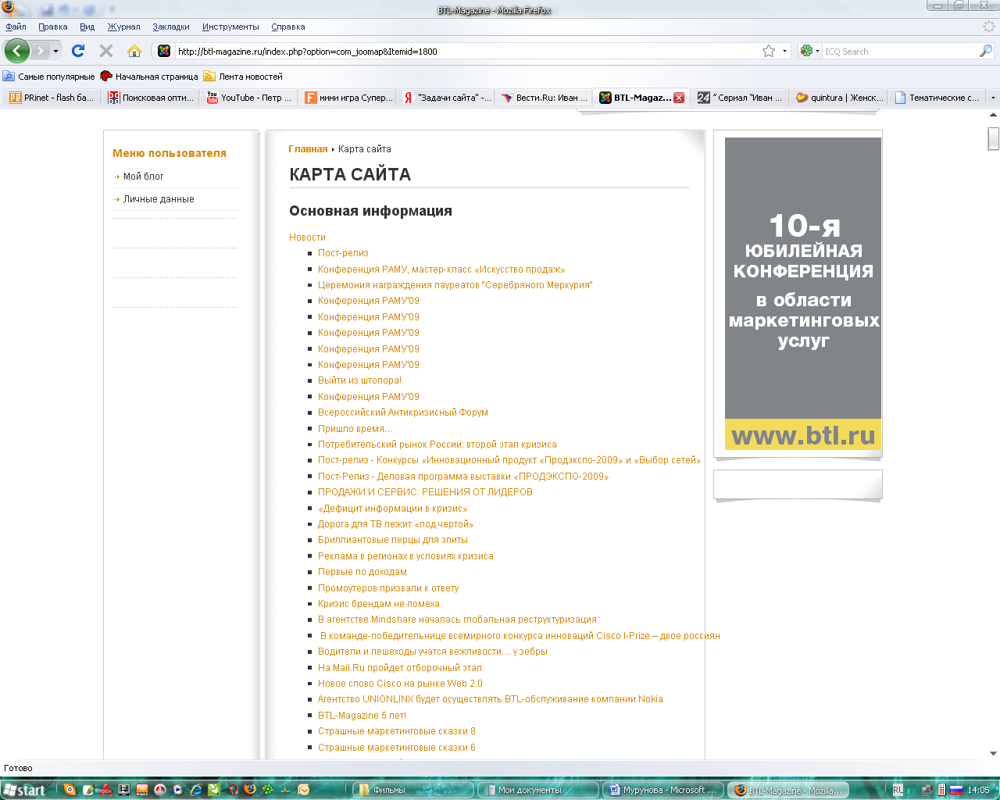 BTL-Magazine - Mozilla Firefox
Файл Правка Вид Журнал Закладки Инструменты Справка
http://btl-magazine.ru/index.php?option=com_joomap&Itemid=1800
ICQ Search
Самые популярные Начальная страница Лента новостей
PRinet - flash ба... Поисковая опти... YouTube - Петр ... мини игра Супер... "Задачи сайта" -... Вести.Ru: Иван ... BTL-Magaz... " Сериал "Иван ... quintura | Женск... Тематические с...
Меню пользователя
Мой блог
Личные данные
Главная Карта сайта
КАРТА САЙТА
Основная информация
Новости
Пост-релиз
Конференция РАМУ, мастер-класс «Искусство продаж»
Церемония награждения лауреатов "Серебряного Меркурия"
Конференция РАМУ'09
Конференция РАМУ'09
Конференция РАМУ'09
Конференция РАМУ'09
Конференция РАМУ'09
Выйти из штопора!
Конференция РАМУ'09
Всероссийский Антикризисный Форум
Пришло время...
Потребительский рынок России: второй этап кризиса
Пост-релиз - Конкурсы «Инновационный продукт «Продэкспо-2009» и «Выбор сетей»
Пост-Релиз - Деловая программа выставки «ПРОДЭКСПО-2009»
ПРОДАЖИ И СЕРВИС: РЕШЕНИЯ ОТ ЛИДЕРОВ
«Дефицит информации в кризис»
Дорога для ТВ лежит «под чертой»
Бриллиантовые перцы для элиты
Реклама в регионах в условиях кризиса
Первые по доходам
Промоутеров призвали к ответу
Кризис брендам не помеха
В агентстве Mindshare началась глобальная реструктуризация
В команде-победительнице всемирного конкурса инноваций Cisco I-Prize – двое россиян
Водители и пешеходы учатся вежливости... у зебры
На Mail.Ru пройдет отборочный этап
Новое слово Cisco на рынке Web 2.0
Агентство UNIONLINX будет осуществлять BTL-обслуживание компании Nokia
BTL-Magazine 5 лет!
Страшные маркетинговые сказки 8
Страшные маркетинговые сказки 6
10-я
ЮБИЛЕЙНАЯ
КОНФЕРЕНЦИЯ
в области
маркетинговых
услуг
www.btl.ru
Готово
start Фильмы Мои документы Мурунова - Microsoft ... BTL-Magazine - Mozilla... RL 14:05